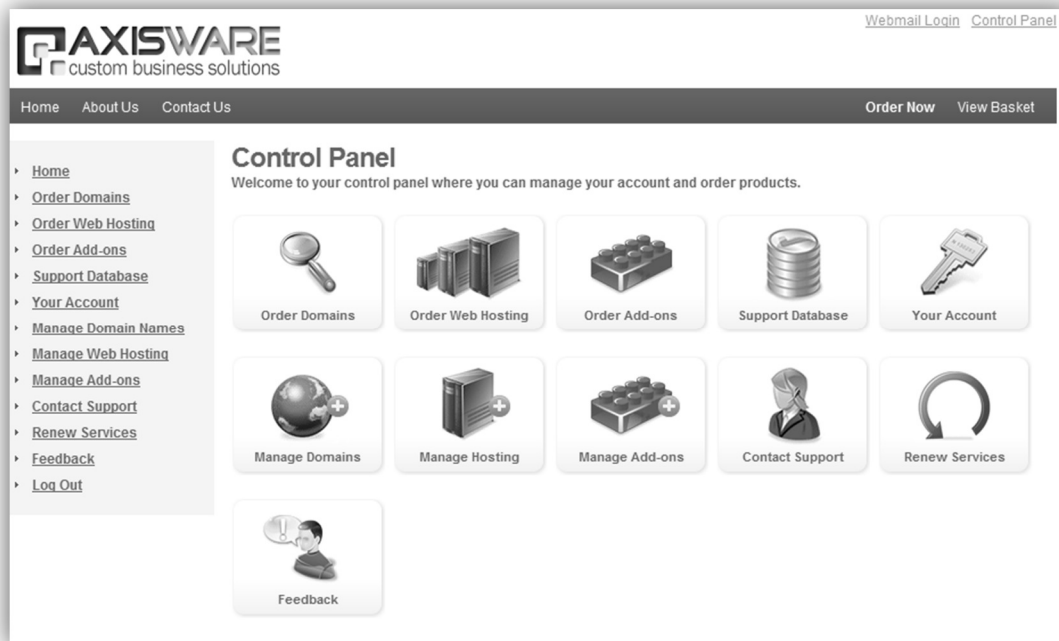 Webmail Login Control Panel
AXISWARE
custom business solutions
Home About Us Contact Us Order Now View Basket
Control Panel
Welcome to your control panel where you can manage your account and order products.
Home
Order Domains
Order Web Hosting
Order Add-ons
Support Database
Your Account
Manage Domain Names
Manage Web Hosting
Manage Add-ons
Contact Support
Renew Services
Feedback
Log Out
Order Domains Order Web Hosting Order Add-ons Support Database Your Account
Manage Domains Manage Hosting Manage Add-ons Contact Support Renew Services
Feedback